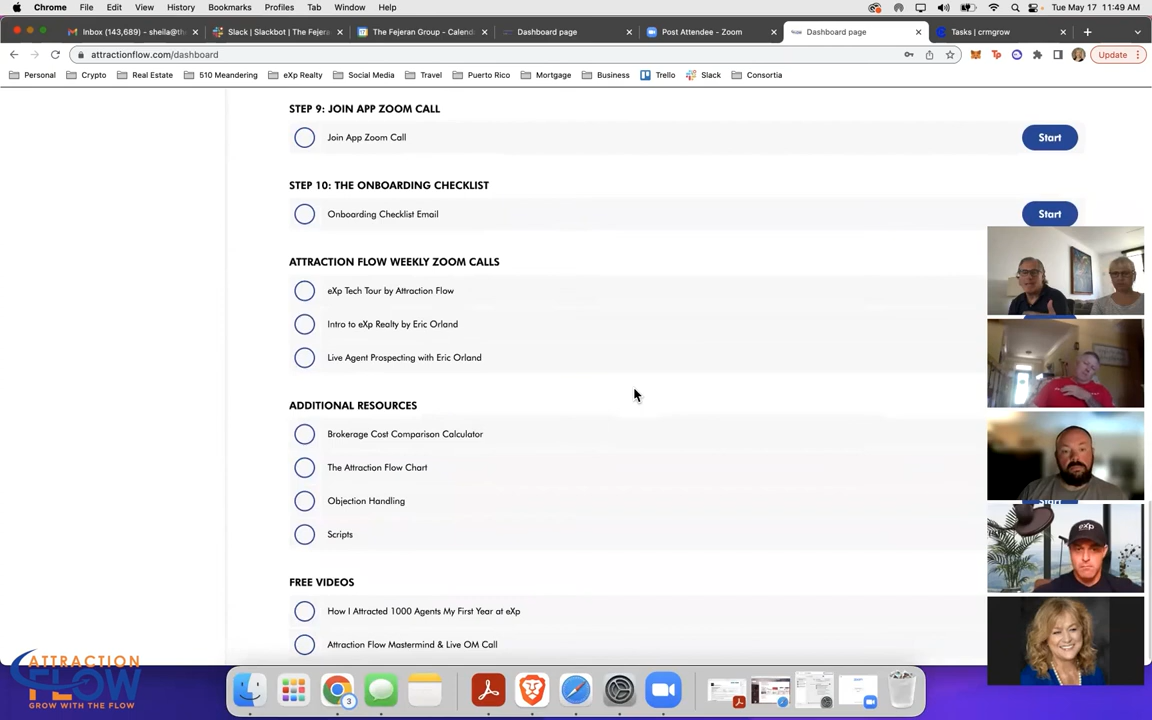 Chrome File Edit View History Bookmarks Profiles Tab Window Help Tue May 17 11:49 AM
Inbox (143,689) - sheila@th Slack | Slackbot | The Fejera The Fejeran Group - Calend Dashboard page Post Attendee - Zoom Dashboard page Tasks | crmgrow
attractionflow.com/dashboard Update
Personal Crypto Real Estate 510 Meandering eXp Realty Social Media Travel Puerto Rico Mortgage Business Trello Slack Consortia
STEP 9: JOIN APP ZOOM CALL
Join App Zoom Call Start
STEP 10: THE ONBOARDING CHECKLIST
Onboarding Checklist Email Start
ATTRACTION FLOW WEEKLY ZOOM CALLS
eXp Tech Tour by Attraction Flow
Intro to eXp Realty by Eric Orland
Live Agent Prospecting with Eric Orland
ADDITIONAL RESOURCES
Brokerage Cost Comparison Calculator
The Attraction Flow Chart
Objection Handling
Scripts
FREE VIDEOS
How I Attracted 1000 Agents My First Year at eXp
Attraction Flow Mastermind & Live OM Call
eXp
ATTRACTION
FLOW
GROW WITH THE FLOW
3